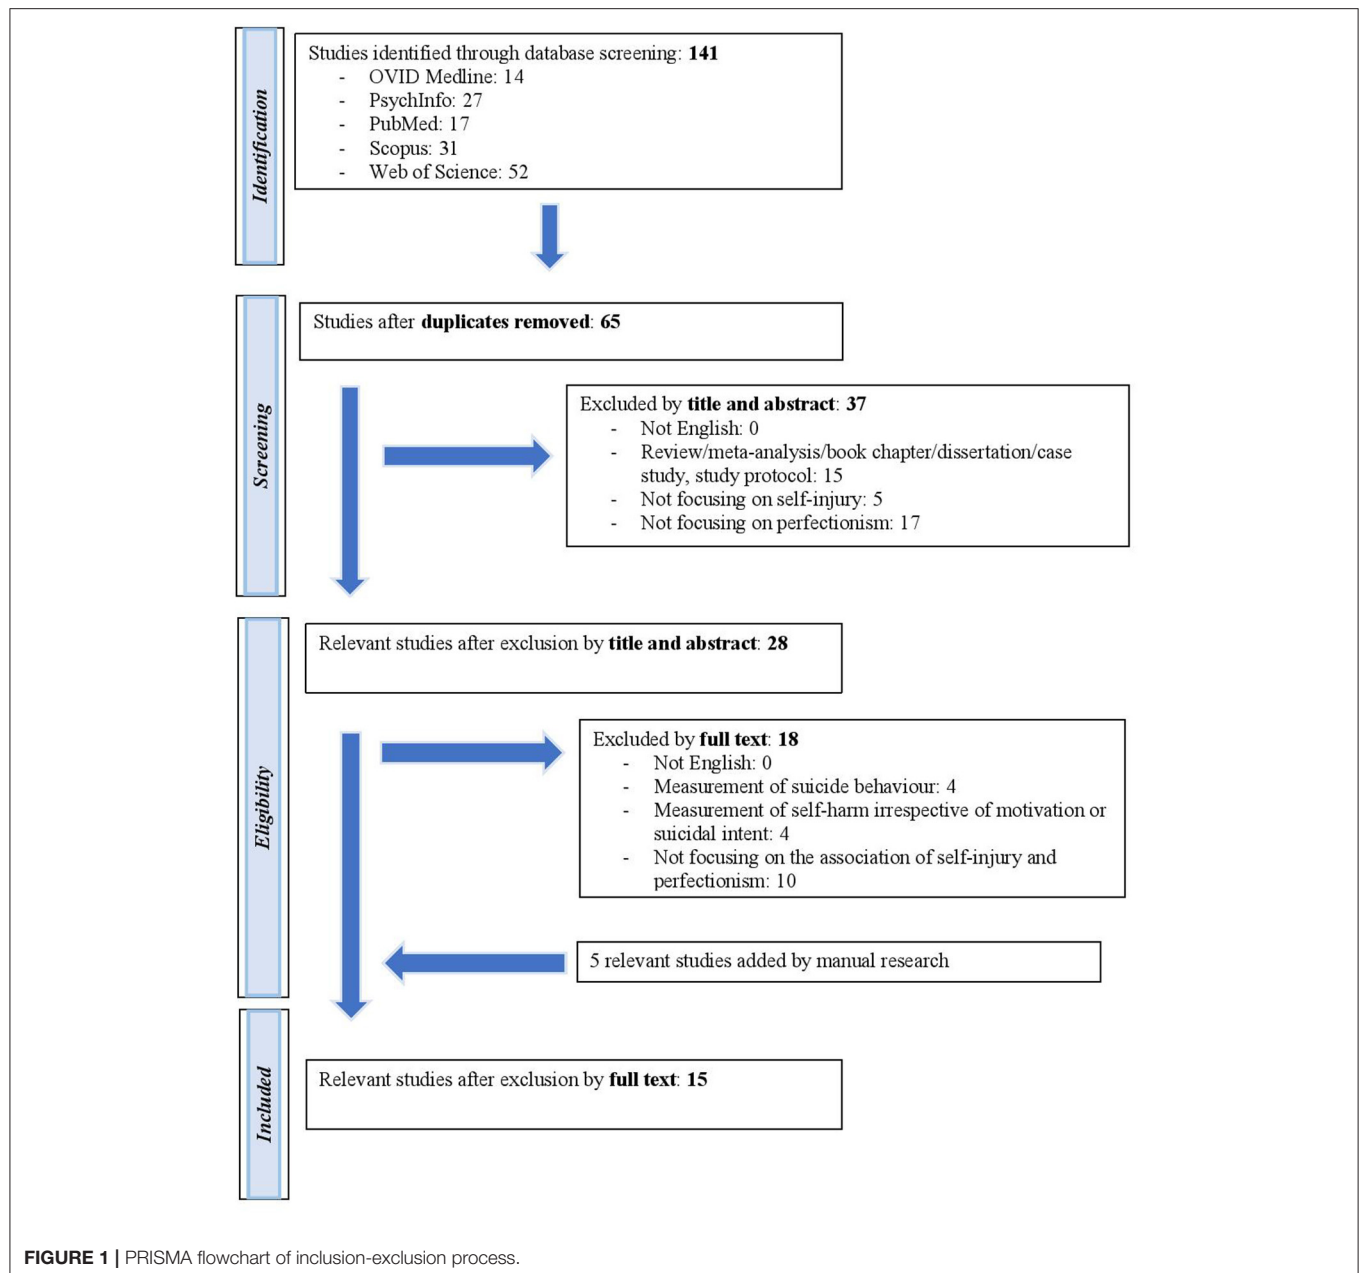 Identification
Studies identified through database screening: 141
- OVID Medline: 14
- PsychInfo: 27
- PubMed: 17
- Scopus: 31
- Web of Science: 52
Screening
Studies after duplicates removed: 65
Excluded by title and abstract: 37
- Not English: 0
- Review/meta-analysis/book chapter/dissertation/case
study, study protocol: 15
- Not focusing on self-injury: 5
- Not focusing on perfectionism: 17
Eligibility
Relevant studies after exclusion by title and abstract: 28
Excluded by full text: 18
- Not English: 0
- Measurement of suicide behaviour: 4
- Measurement of self-harm irrespective of motivation or
suicidal intent: 4
- Not focusing on the association of self-injury and
perfectionism: 10
5 relevant studies added by manual research
Included
Relevant studies after exclusion by full text: 15
FIGURE 1 | PRISMA flowchart of inclusion-exclusion process.